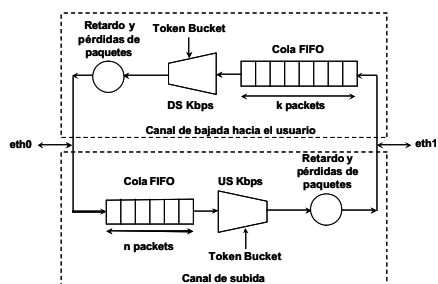 Retardo y
pérdidas de
paquetes
Token Bucket
Cola FIFO
DS Kbps
k packets
Canal de bajada hacia el usuario
eth0
eth1
Cola FIFO
US Kbps
Retardo y
pérdidas de
paquetes
n packets
Token Bucket
Canal de subida